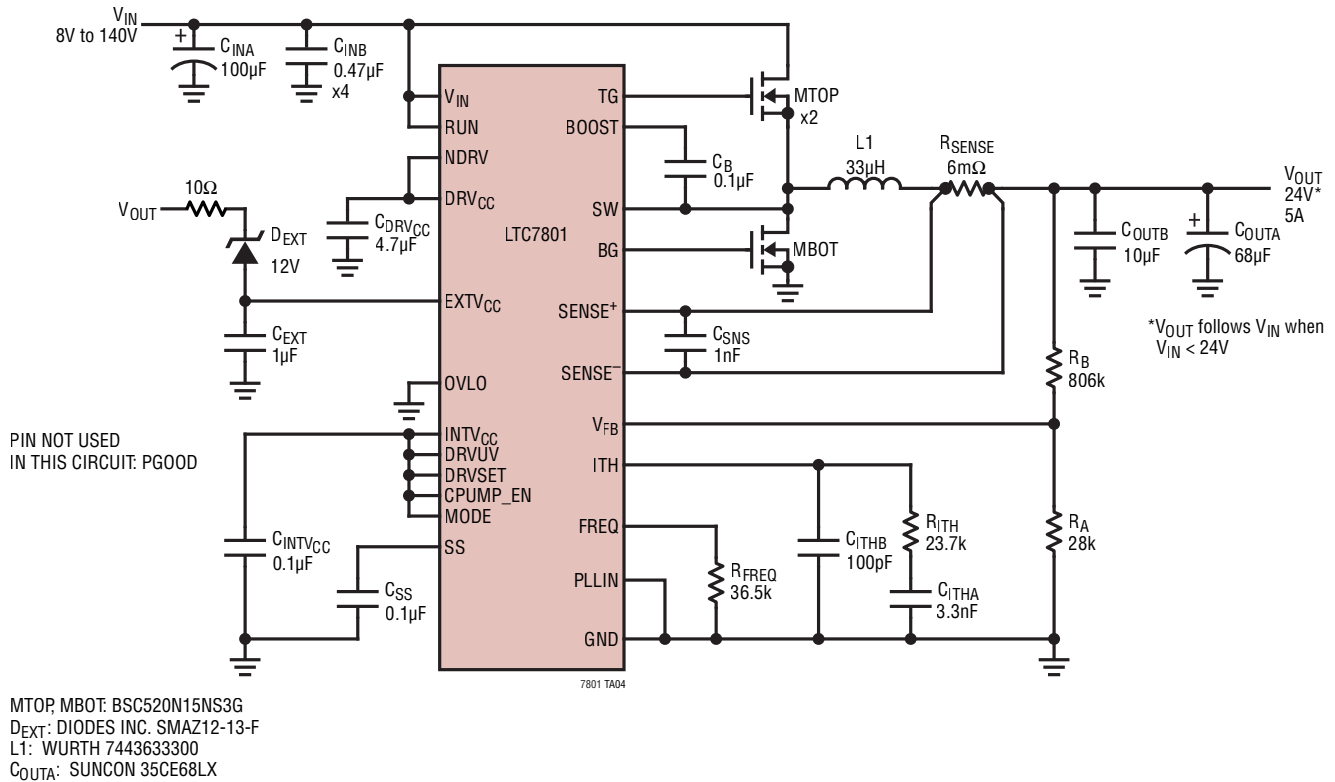 VIN
8V to 140V
+
CINA
100µF
CINB
0.47µF
x4
VIN
RUN
NDRV
DRVCC
EXTVCC
OVLO
INTVCC
DRVUV
DRVSET
CPUMP_EN
MODE
SS
LTC7801
TG
BOOST
SW
BG
SENSE+
SENSE–
VFB
ITH
FREQ
PLLIN
GND
MTOP
x2
CB
0.1µF
L1
33µH
RSENSE
6mΩ
VOUT
24V*
5A
MBOT
COUTB
10µF
+
COUTA
68µF
*VOUT follows VIN when
VIN < 24V
10Ω
VOUT
DEXT
12V
CDRVCC
4.7µF
CEXT
1µF
CSNS
1nF
RB
806k
PIN NOT USED
IN THIS CIRCUIT: PGOOD
CINTVCC
0.1µF
CSS
0.1µF
RFREQ
36.5k
CITHB
100pF
RITH
23.7k
CITHA
3.3nF
RA
28k
7801 TA04
MTOP, MBOT: BSC520N15NS3G
DEXT: DIODES INC. SMAZ12-13-F
L1: WURTH 7443633300
COUTA: SUNCON 35CE68LX